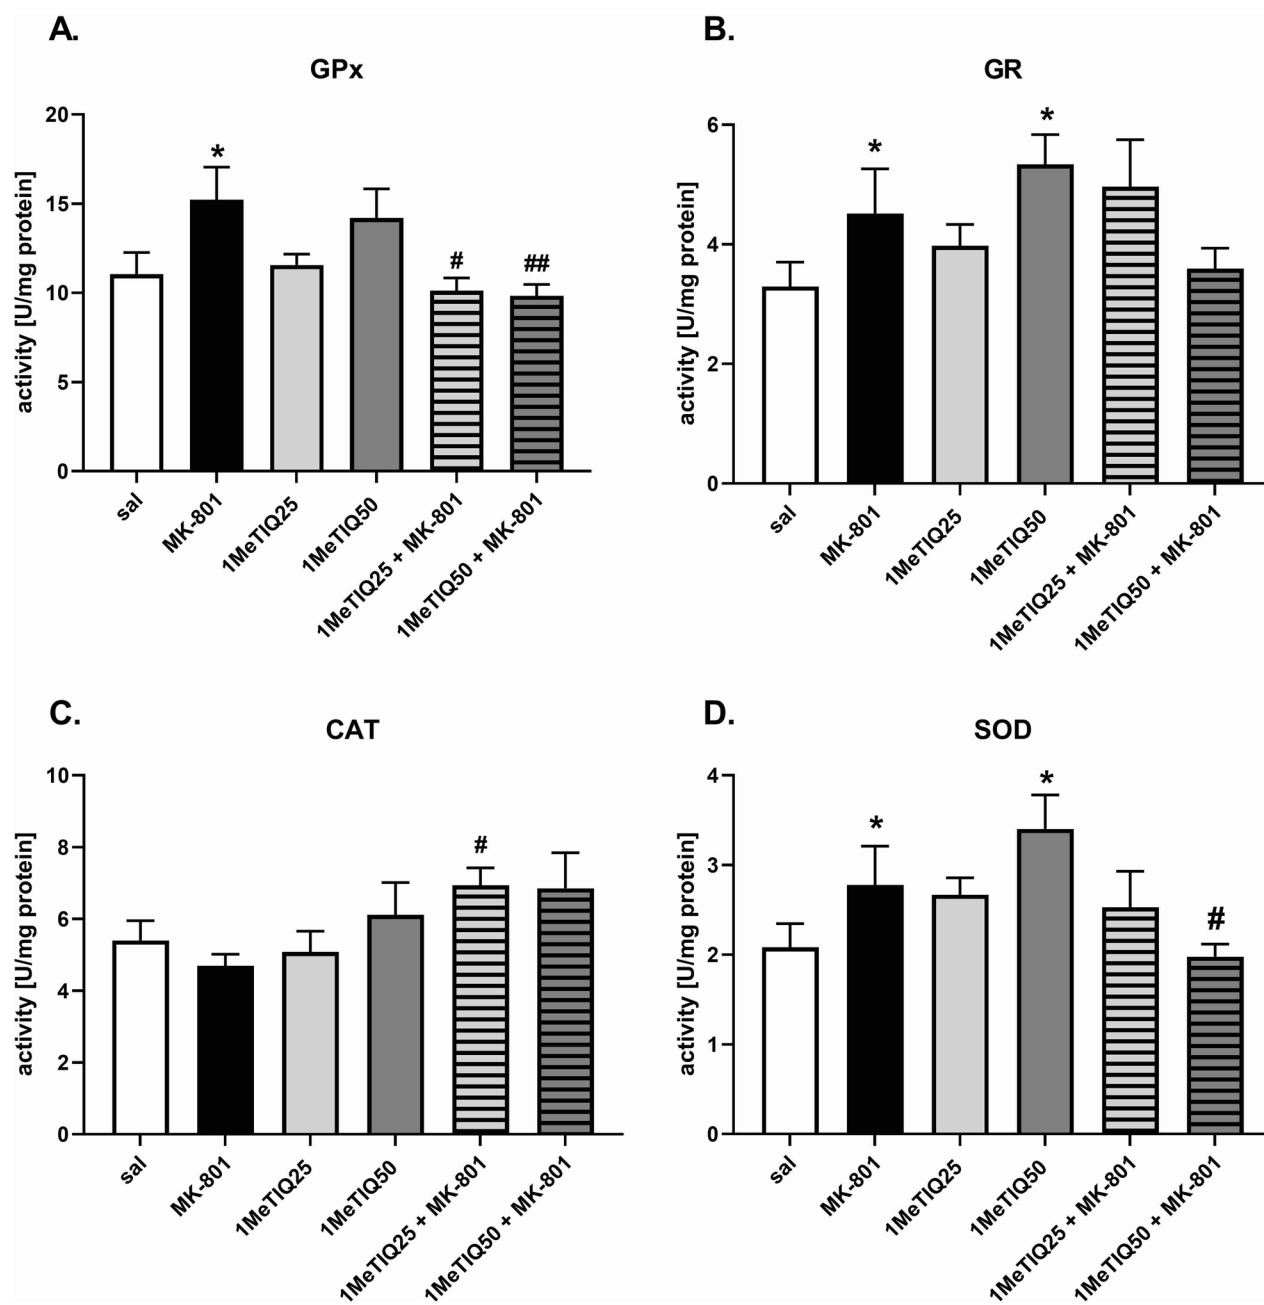 A.
GPx
activity [U/mg protein]
20
15
10
5
0
*
#
##
sal
MK-801
1MeTIQ25
1MeTIQ50
1MeTIQ25 + MK-801
1MeTIQ50 + MK-801
B.
GR
activity [U/mg protein]
6
4
2
0
*
*
sal
MK-801
1MeTIQ25
1MeTIQ50
1MeTIQ25 + MK-801
1MeTIQ50 + MK-801
C.
CAT
activity [U/mg protein]
10
8
6
4
2
0
#
sal
MK-801
1MeTIQ25
1MeTIQ50
1MeTIQ25 + MK-801
1MeTIQ50 + MK-801
D.
SOD
activity [U/mg protein]
4
3
2
1
0
*
*
#
sal
MK-801
1MeTIQ25
1MeTIQ50
1MeTIQ25 + MK-801
1MeTIQ50 + MK-801